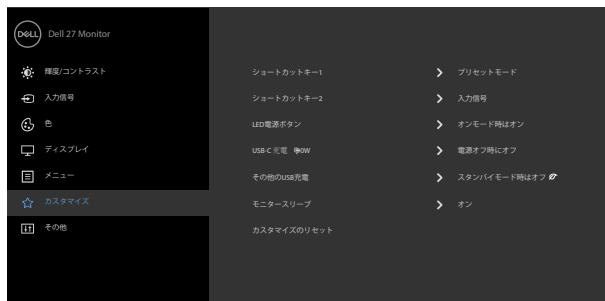 DELL
Dell 27 Monitor
輝度/コントラスト
入力信号
色
ディスプレイ
メニュー
カスタマイズ
その他
ショートカットキー1
プリセットモード
ショートカットキー2
入力信号
LED電源ボタン
オンモード時はオン
USB-C 充電 90W
電源オフ時にオフ
その他のUSB充電
スタンバイモード時はオフ
モニタースリープ
オン
カスタマイズのリセット